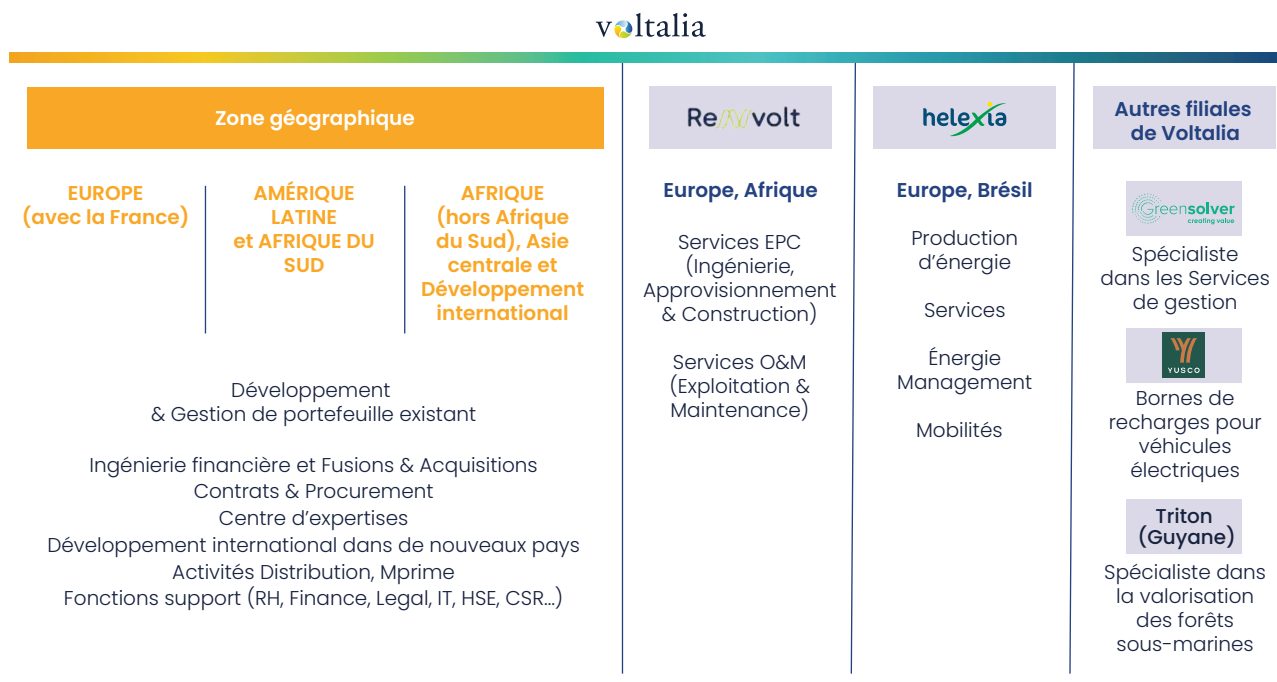 voltalia
Zone géographique
EUROPE
(avec la France)
AMÉRIQUE
LATINE
et AFRIQUE DU
SUD
AFRIQUE
(hors Afrique
du Sud), Asie
centrale et
Développement
international
Développement
& Gestion de portefeuille existant
Ingénierie financière et Fusions & Acquisitions
Contrats & Procurement
Centre d’expertises
Développement international dans de nouveaux pays
Activités Distribution, Mprime
Fonctions support (RH, Finance, Legal, IT, HSE, CSR…)
Renvolt
Europe, Afrique
Services EPC
(Ingénierie,
Approvisionnement
& Construction)
Services O&M
(Exploitation &
Maintenance)
helexia
Europe, Brésil
Production
d’énergie
Services
Énergie
Management
Mobilités
Autres filiales
de Voltalia
Greensolver
creating value
Spécialiste
dans les Services
de gestion
YUSCO
Bornes de
recharges pour
véhicules
électriques
Triton
(Guyane)
Spécialiste dans
la valorisation
des forêts
sous-marines